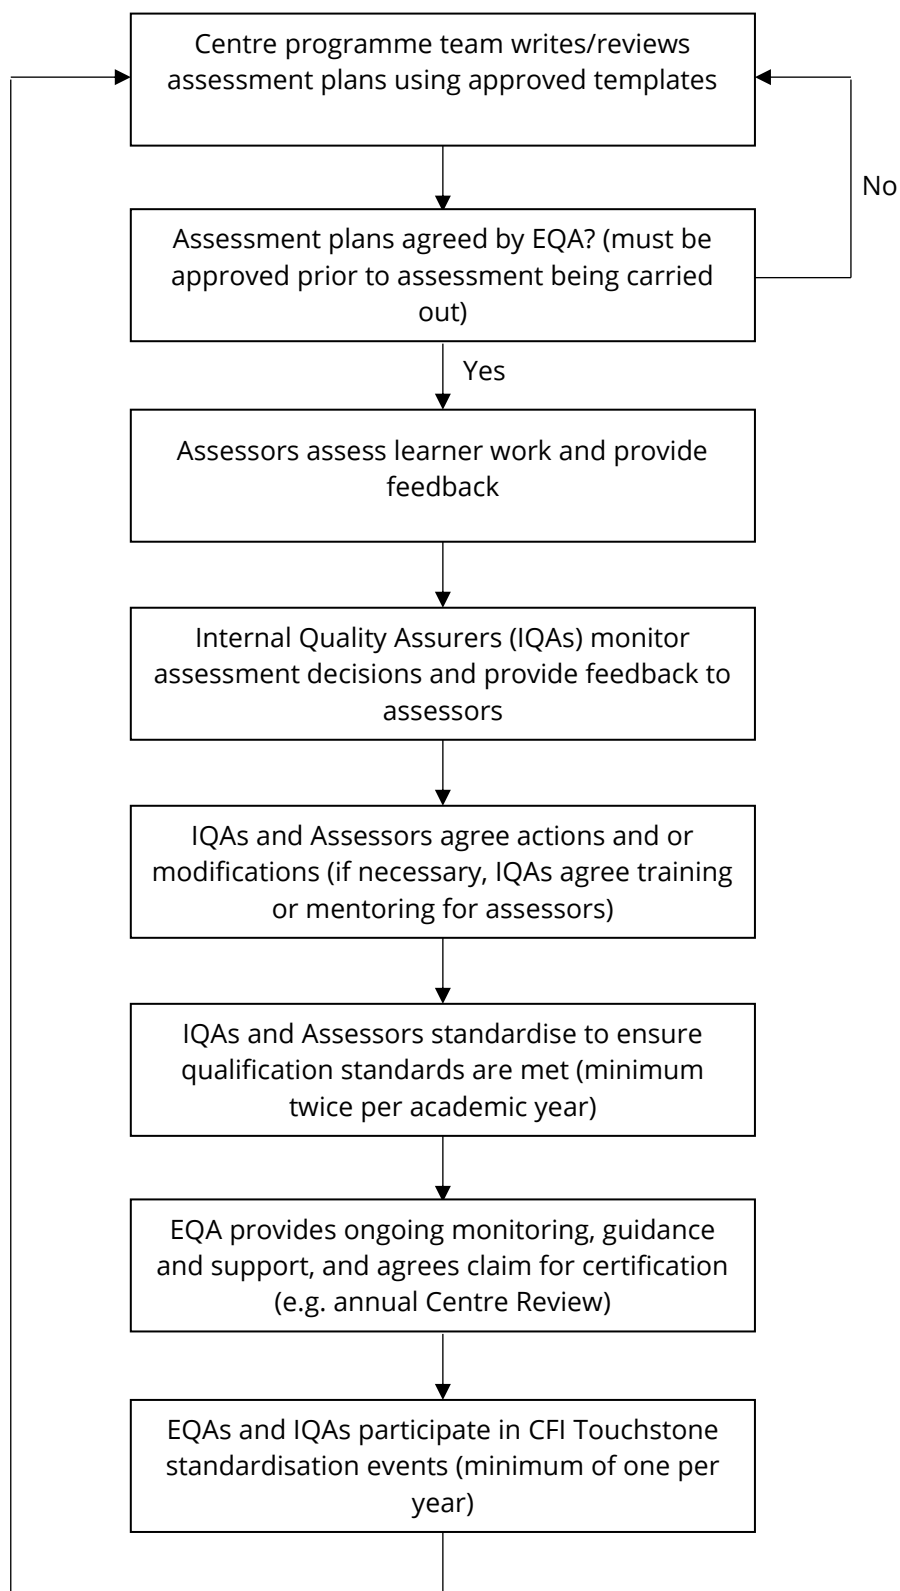 Centre programme team writes/reviews
assessment plans using approved templates
No
Assessment plans agreed by EQA? (must be
approved prior to assessment being carried
out)
Yes
Assessors assess learner work and provide
feedback
Internal Quality Assurers (IQAs) monitor
assessment decisions and provide feedback to
assessors
IQAs and Assessors agree actions and or
modifications (if necessary, IQAs agree training
or mentoring for assessors)
IQAs and Assessors standardise to ensure
qualification standards are met (minimum
twice per academic year)
EQA provides ongoing monitoring, guidance
and support, and agrees claim for certification
(e.g. annual Centre Review)
EQAs and IQAs participate in CFI Touchstone
standardisation events (minimum of one per
year)